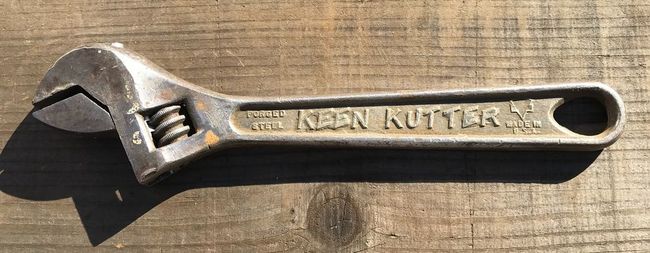 FORGED
STEEL
KEEN KUTTER
MADE IN
U.S.A.